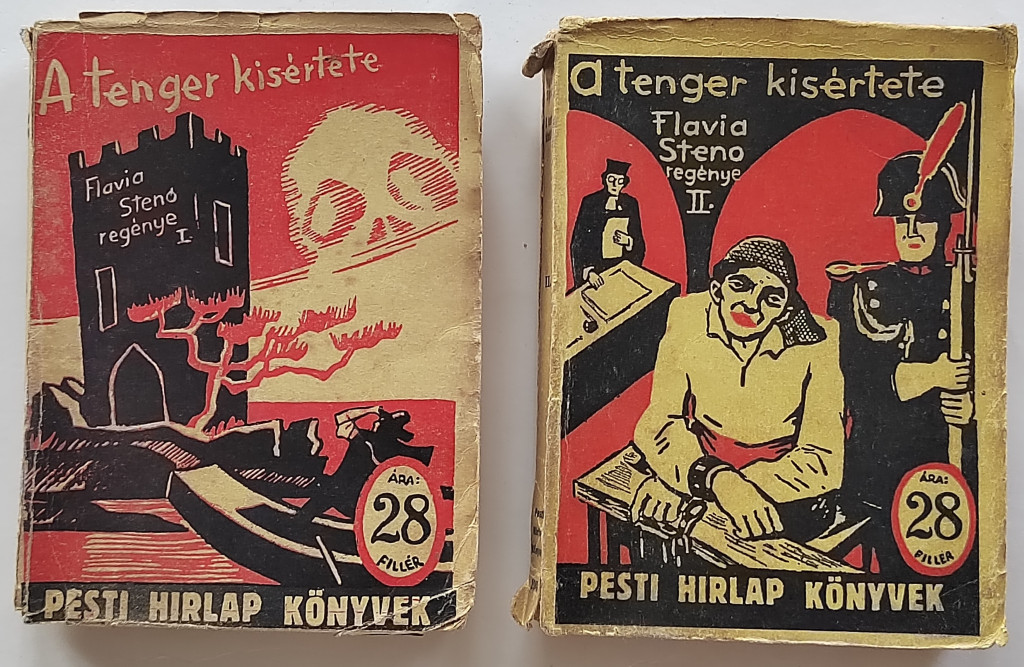 A tenger kisértete
Flavia
Steno
regénye
I.
ÁRA:
28
FILLÉR
PESTI HIRLAP KÖNYVEK
a tenger kisértete
Flavia
Steno
regénye
II.
ÁRA:
28
FILLÉR
PESTI HIRLAP KÖNYVEK